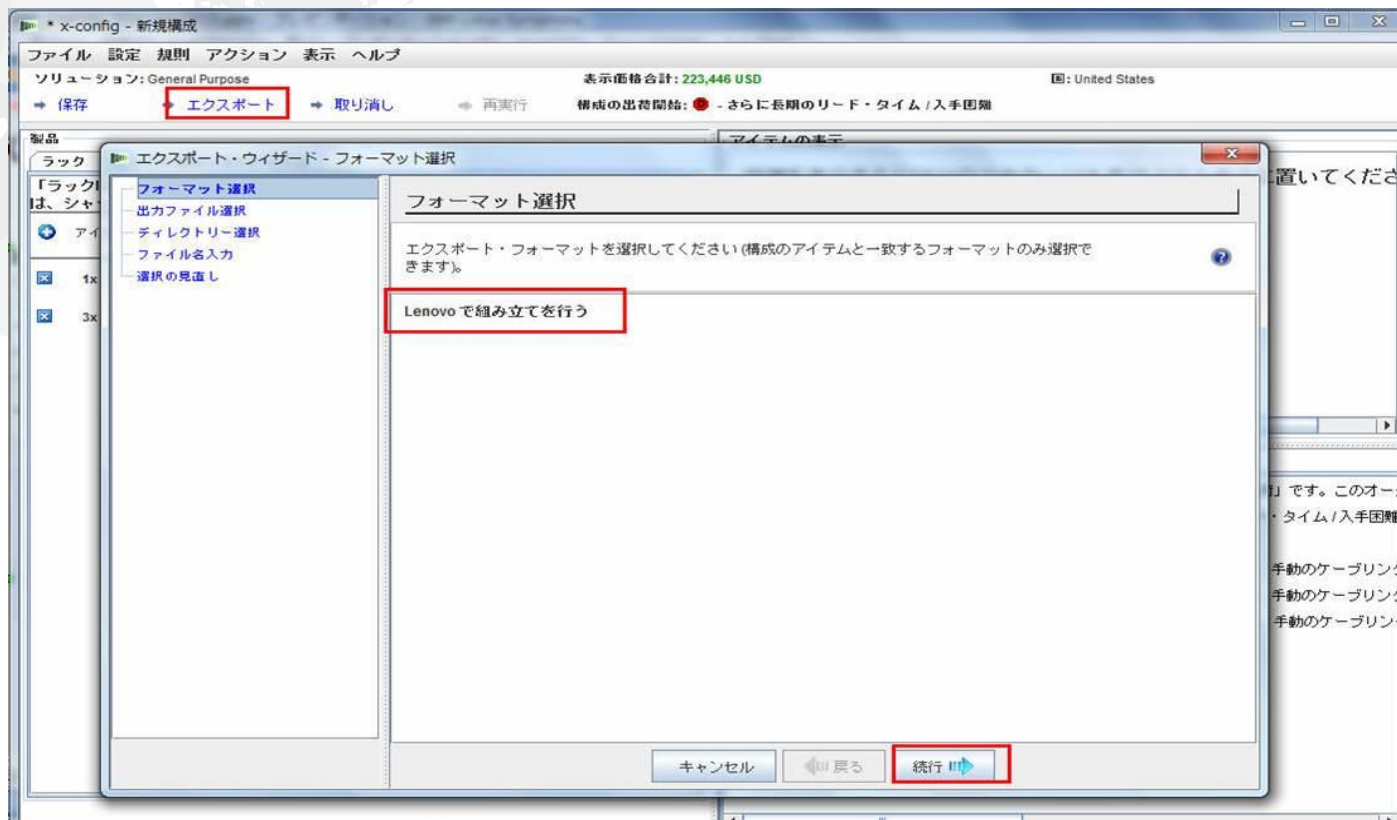 * x-config - 新規構成
ファイル 設定 規則 アクション 表示 ヘルプ
ソリューション: General Purpose 表示価格合計: 223,446 USD 国: United States
保存 エクスポート 取り消し 再実行 構成の出荷開始: - さらに長期のリード・タイム / 入手困難
製品 アイテムの表示
ラック
エクスポート・ウィザード - フォーマット選択
置いてくださ
「ラック
は、シャ
アイ
1x
3x
フォーマット選択
出力ファイル選択
ディレクトリー選択
ファイル名入力
選択の見直し
フォーマット選択
エクスポート・フォーマットを選択してください (構成のアイテムと一致するフォーマットのみ選択で
きます)。
Lenovo で組み立てを行う
です。このオー
・タイム / 入手困難
手動のケーブリング
手動のケーブリング
手動のケーブリン
キャンセル 戻る 続行